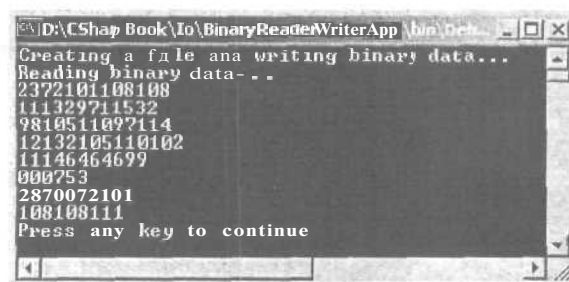 D:\CShap Book\Io\BinaryReaderWriterApp\bin\Deb...
Creating a file ana writing binary data...
Reading binary data-..
2372101108108
111329711532
9810511097114
12132105110102
11146464699
000753
2870072101
108108111
Press any key to continue